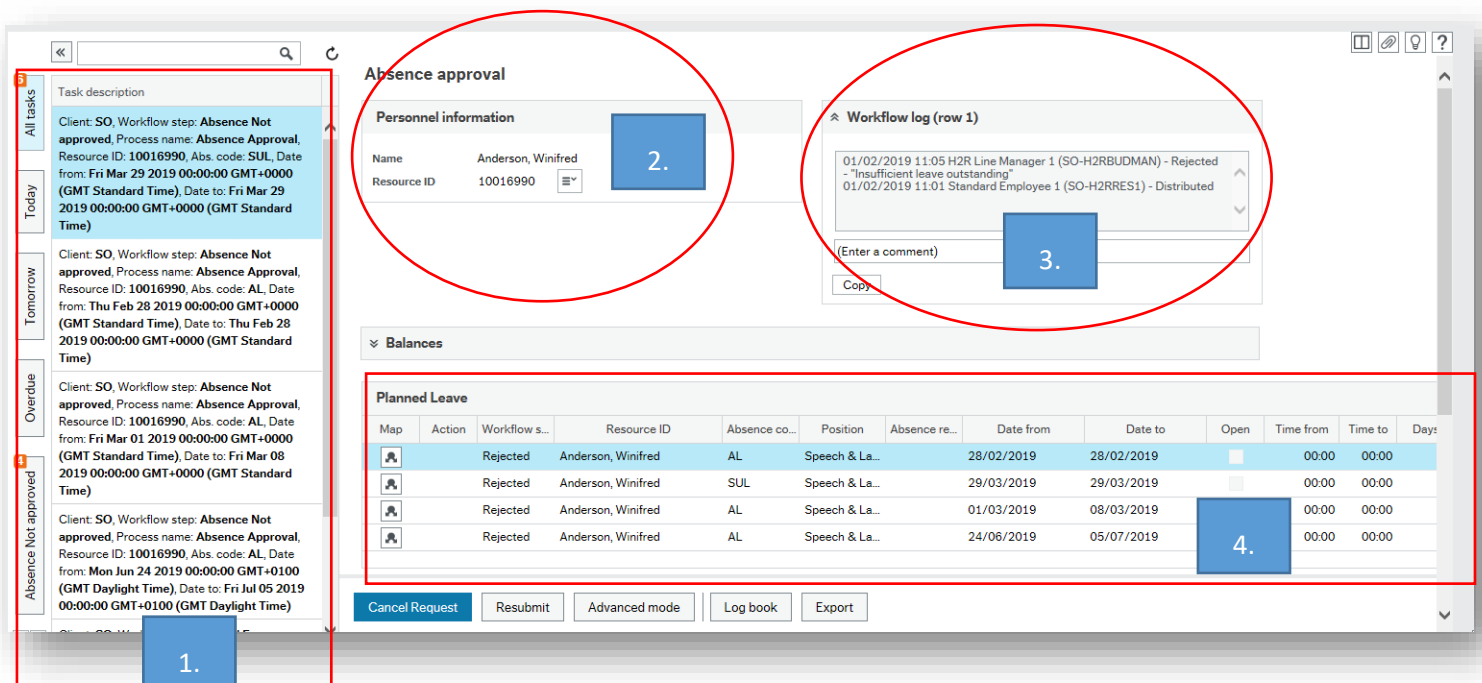 «
5
All tasks
Today
Tomorrow
Overdue
4
Absence Not approved
Task description
Client: SO, Workflow step: Absence Not
approved, Process name: Absence Approval,
Resource ID: 10016990, Abs. code: SUL, Date
from: Fri Mar 29 2019 00:00:00 GMT+0000
(GMT Standard Time), Date to: Fri Mar 29
2019 00:00:00 GMT+0000 (GMT Standard
Time)
Client: SO, Workflow step: Absence Not
approved, Process name: Absence Approval,
Resource ID: 10016990, Abs. code: AL, Date
from: Thu Feb 28 2019 00:00:00 GMT+0000
(GMT Standard Time), Date to: Thu Feb 28
2019 00:00:00 GMT+0000 (GMT Standard
Time)
Client: SO, Workflow step: Absence Not
approved, Process name: Absence Approval,
Resource ID: 10016990, Abs. code: AL, Date
from: Fri Mar 01 2019 00:00:00 GMT+0000
(GMT Standard Time), Date to: Fri Mar 08
2019 00:00:00 GMT+0000 (GMT Standard
Time)
Client: SO, Workflow step: Absence Not
approved, Process name: Absence Approval,
Resource ID: 10016990, Abs. code: AL, Date
from: Mon Jun 24 2019 00:00:00 GMT+0100
(GMT Daylight Time), Date to: Fri Jul 05 2019
00:00:00 GMT+0100 (GMT Daylight Time)
1.
Absence approval
Personnel information
Name Anderson, Winifred
Resource ID 10016990
2.
Workflow log (row 1)
01/02/2019 11:05 H2R Line Manager 1 (SO-H2RBUDMAN) - Rejected
- "Insufficient leave outstanding"
01/02/2019 11:01 Standard Employee 1 (SO-H2RRES1) - Distributed
(Enter a comment)
3.
Copy
?
Balances
Planned Leave
Map Action Workflow s... Resource ID Absence co... Position Absence re... Date from Date to Open Time from Time to Days
Rejected Anderson, Winifred AL Speech & La... 28/02/2019 28/02/2019 00:00 00:00
Rejected Anderson, Winifred SUL Speech & La... 29/03/2019 29/03/2019 00:00 00:00
Rejected Anderson, Winifred AL Speech & La... 01/03/2019 08/03/2019 00:00 00:00
Rejected Anderson, Winifred AL Speech & La... 24/06/2019 05/07/2019 00:00 00:00
4.
Cancel Request Resubmit Advanced mode Log book Export